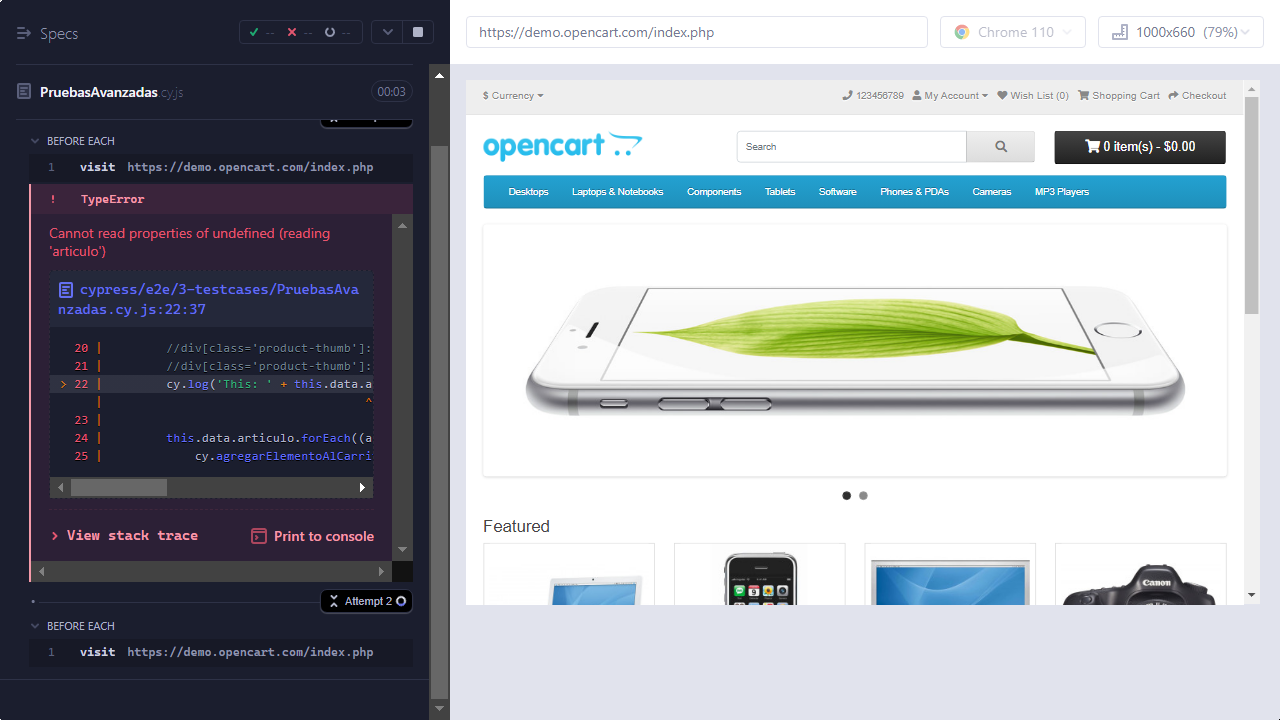 Specs
--
--
--
PruebasAvanzadas.cy.js
00:03
BEFORE EACH
1 visit https://demo.opencart.com/index.php
! TypeError
Cannot read properties of undefined (reading
'articulo')
cypress/e2e/3-testcases/PruebasAva
nzadas.cy.js:22:37
20 | //div[class='product-thumb']:
21 | //div[class='product-thumb']:
> 22 | cy.log('This: ' + this.data.a
| ^
23 |
24 | this.data.articulo.forEach((a
25 | cy.agregarElementoAlCarri
> View stack trace
Print to console
Attempt 2
BEFORE EACH
1 visit https://demo.opencart.com/index.php
https://demo.opencart.com/index.php
Chrome 110
1000x660 (79%)
$ Currency
123456789
My Account
Wish List (0)
Shopping Cart
Checkout
opencart
Search
0 item(s) - $0.00
Desktops
Laptops & Notebooks
Components
Tablets
Software
Phones & PDAs
Cameras
MP3 Players
Featured
Canon